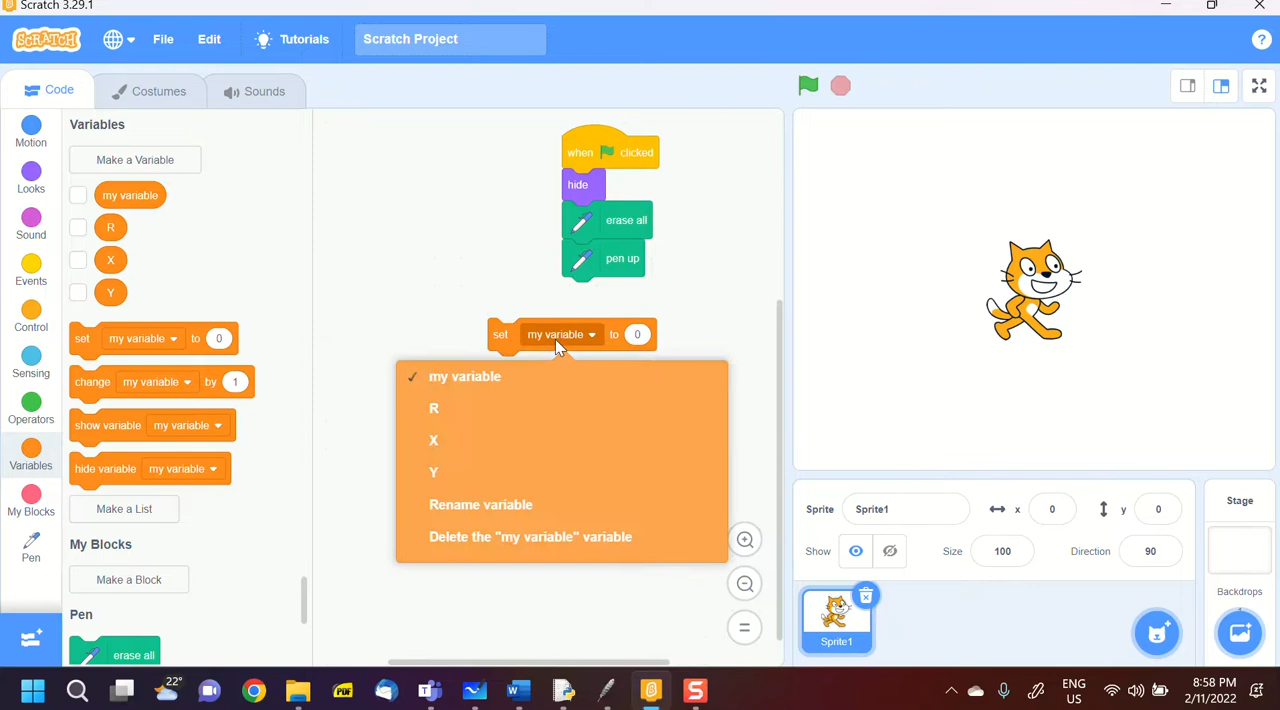 Scratch 3.29.1
SCRATCH
File
Edit
Tutorials
Scratch Project
?
Code
Costumes
Sounds
Motion
Looks
Sound
Events
Control
Sensing
Operators
Variables
My Blocks
Pen
Variables
Make a Variable
my variable
R
X
Y
set my variable to 0
change my variable by 1
show variable my variable
hide variable my variable
Make a List
My Blocks
Make a Block
Pen
erase all
when clicked
hide
erase all
pen up
set my variable to 0
✓ my variable
R
X
Y
Rename variable
Delete the "my variable" variable
Sprite Sprite1 x 0 y 0
Show Size 100 Direction 90
Sprite1
Stage
Backdrops
22°
PDF
S
ENG
US
8:58 PM
2/11/2022